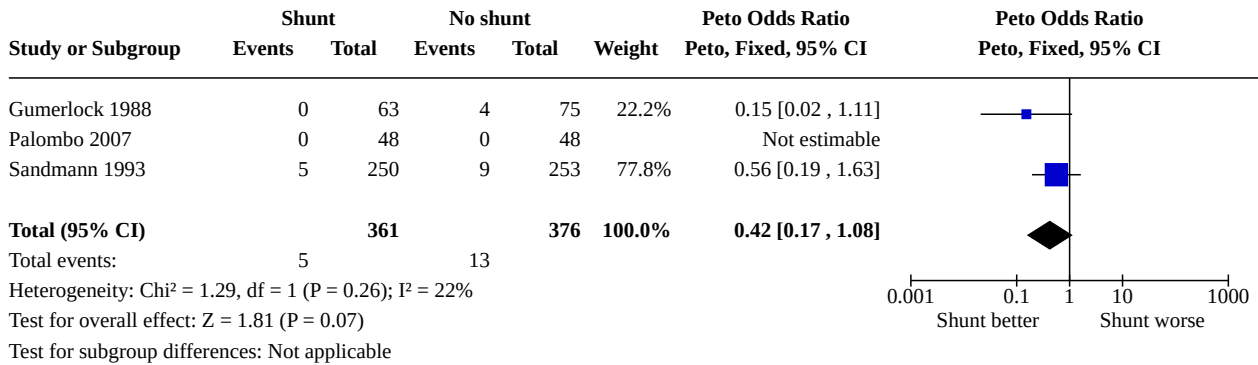 Shunt No shunt Peto Odds Ratio Peto Odds Ratio
Study or Subgroup Events Total Events Total Weight Peto, Fixed, 95% CI Peto, Fixed, 95% CI
Gumerlock 1988 0 63 4 75 22.2% 0.15 [0.02 , 1.11]
Palombo 2007 0 48 0 48 Not estimable
Sandmann 1993 5 250 9 253 77.8% 0.56 [0.19 , 1.63]
Total (95% CI) 361 376 100.0% 0.42 [0.17 , 1.08]
Total events: 5 13
Heterogeneity: Chi² = 1.29, df = 1 (P = 0.26); I² = 22%
0.001 0.1 1 10 1000
Test for overall effect: Z = 1.81 (P = 0.07)
Shunt better Shunt worse
Test for subgroup differences: Not applicable